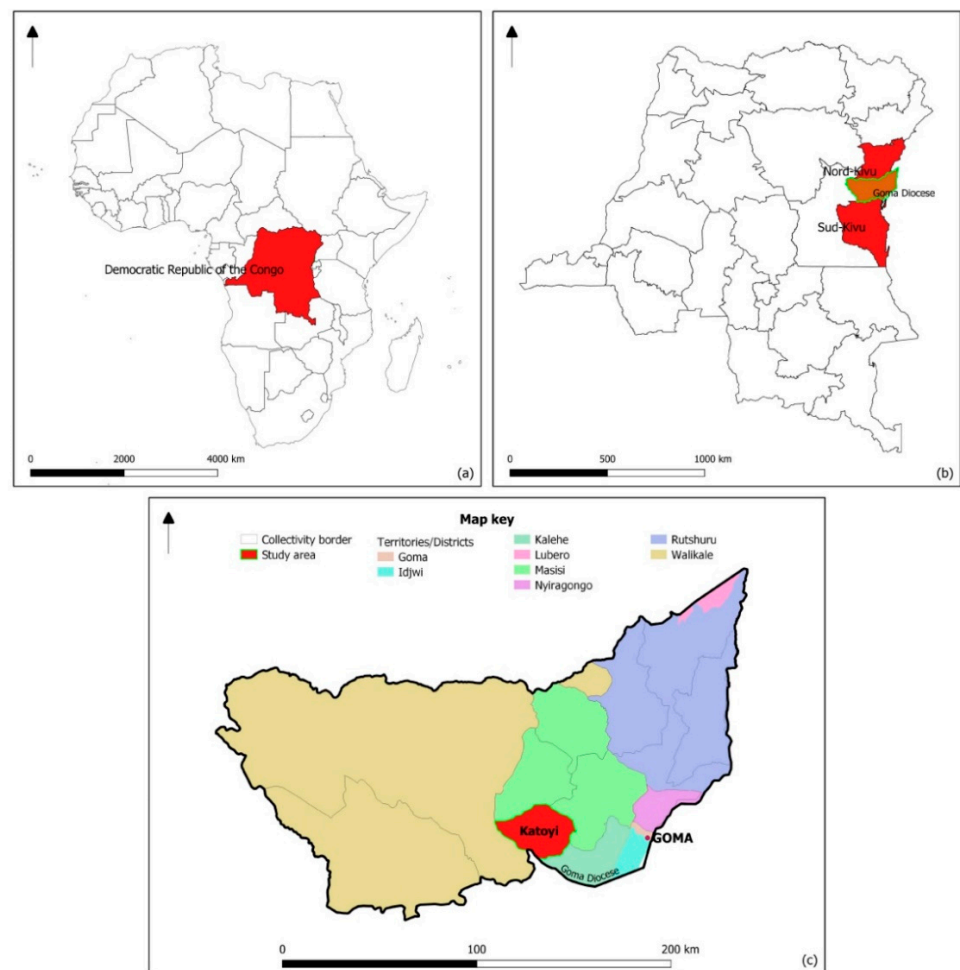 Democratic Republic of the Congo
0 2000 4000 km
(a)
Nord-Kivu
Goma Diocese
Sud-Kivu
0 500 1000 km
(b)
Map key
Collectivity border
Study area
Territories/Districts
Goma
Idjwi
Kalehe
Lubero
Masisi
Nyiragongo
Rutshuru
Walikale
Katoyi
GOMA
Goma Diocese
0 100 200 km
(c)